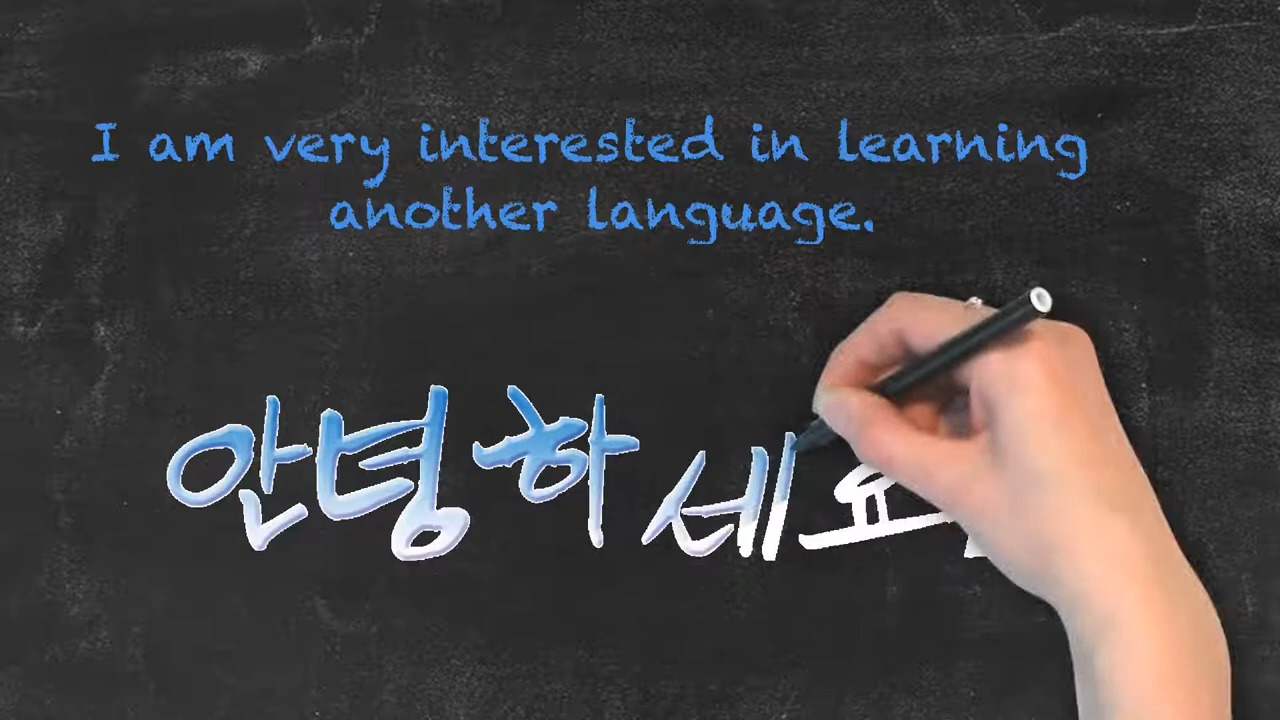 I am very interested in learning
another language.
안녕하세요